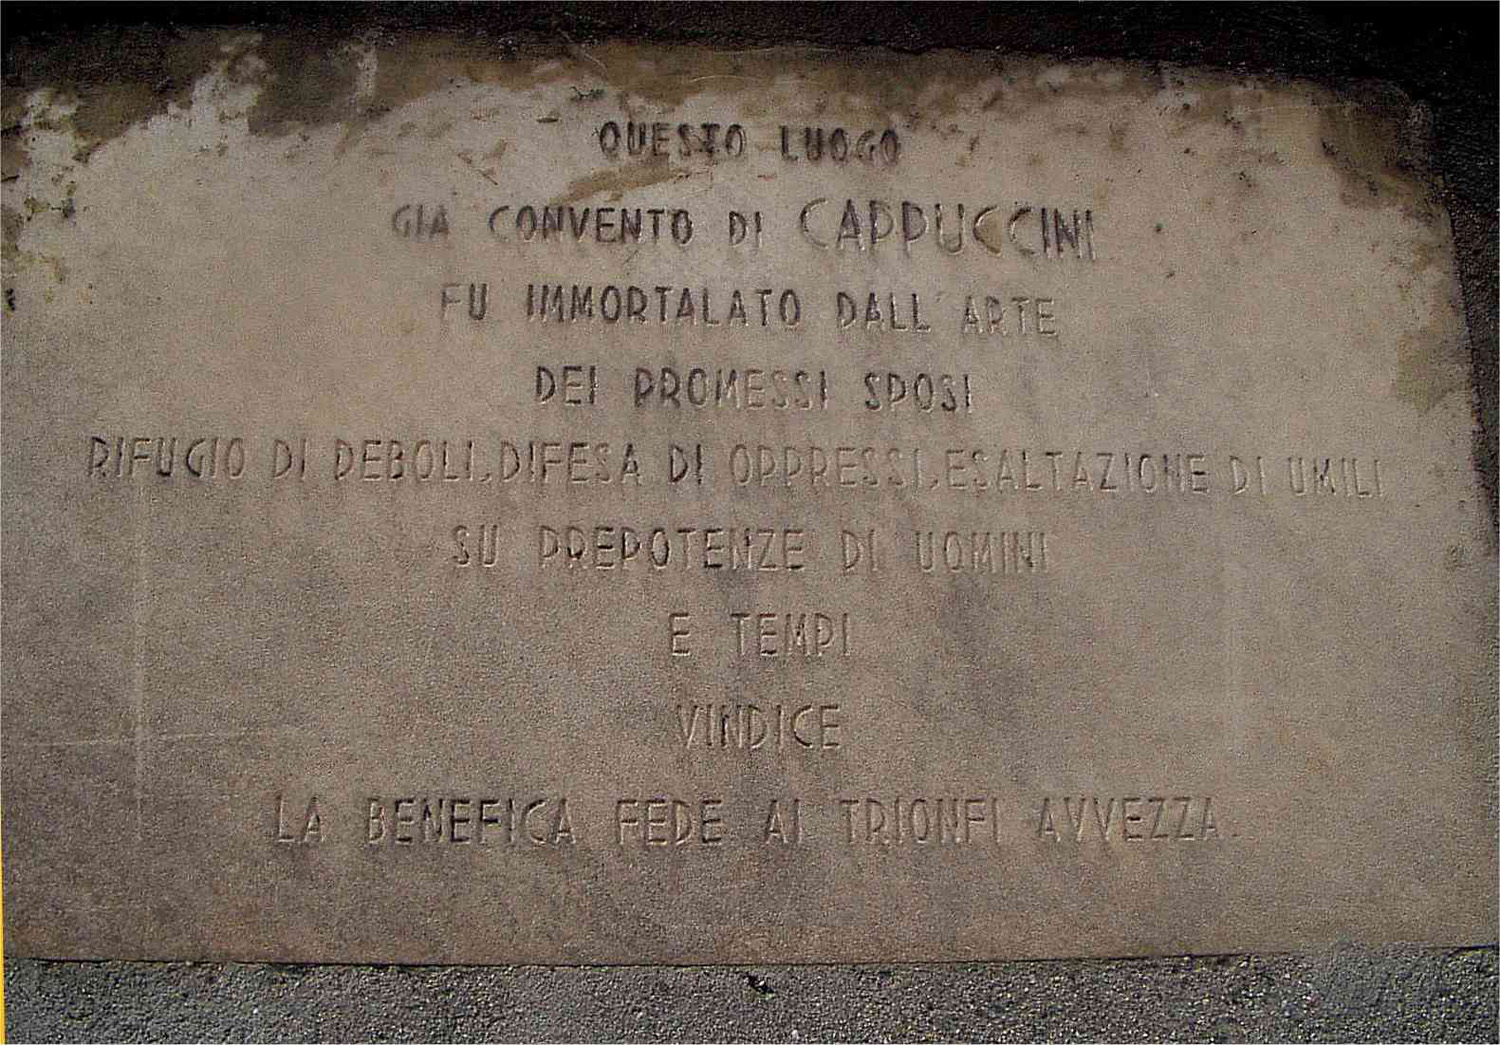 QUESTO LUOGO
GIA CONVENTO DI CAPPUCCINI
FU IMMORTALATO DALL'ARTE
DEI PROMESSI SPOSI
RIFUGIO DI DEBOLI, DIFESA DI OPPRESSI, ESALTAZIONE DI UMILI
SU PREPOTENZE DI UOMINI
E TEMPI
VINDICE
LA BENEFICA FEDE AI TRIONFI AVVEZZA.